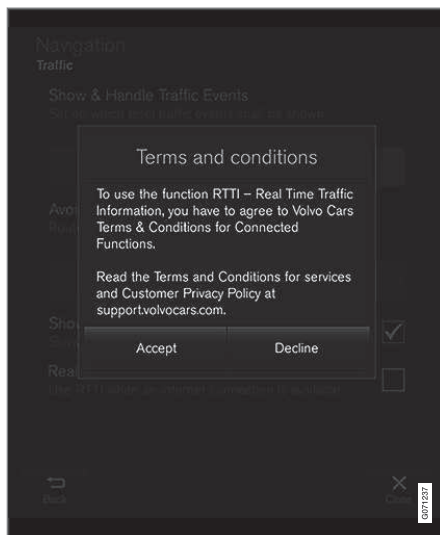 Navigation
Traffic
Show & Handle Traffic Events
Terms and conditions
To use the function RTTI – Real Time Traffic
Information, you have to agree to Volvo Cars
Terms & Conditions for Connected
Functions.
Read the Terms and Conditions for services
and Customer Privacy Policy at
support.volvocars.com.
Accept
Decline
Back
Close
G071237